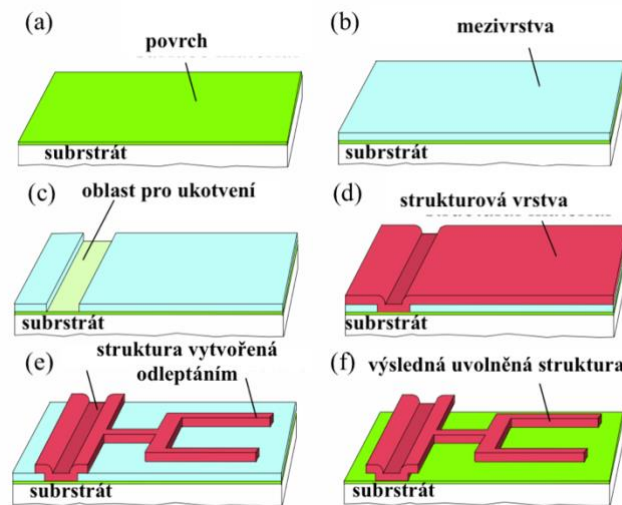 (a)
povrch
subrstrát
(b)
mezivrstva
subrstrát
(c)
oblast pro ukotvení
subrstrát
(d)
strukturová vrstva
subrstrát
(e)
struktura vytvořená
odleptáním
subrstrát
(f)
výsledná uvolněná struktura
subrstrát